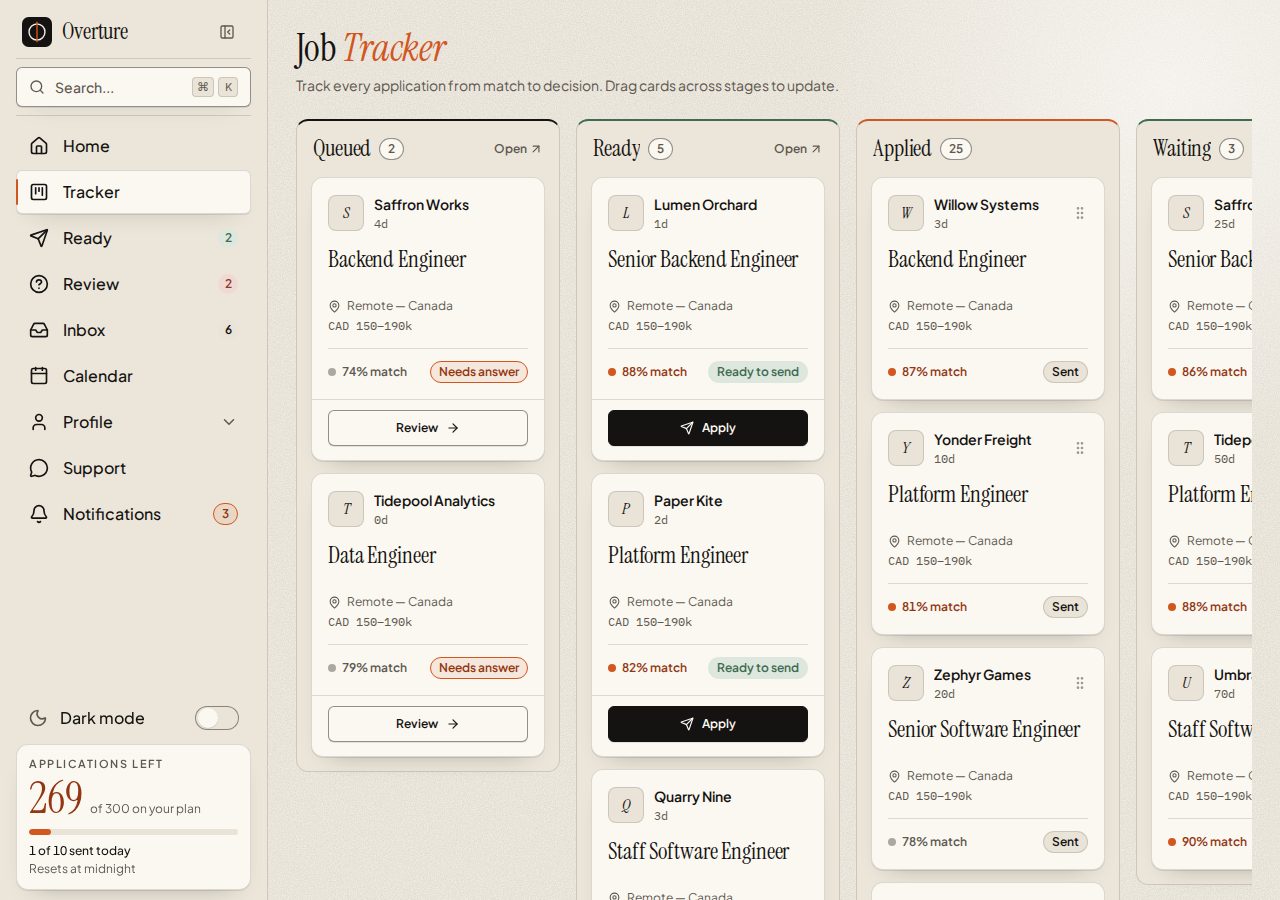 Overture
Search...
⌘ K
Home
Tracker
Ready 2
Review 2
Inbox 6
Calendar
Profile
Support
Notifications 3
Dark mode
APPLICATIONS LEFT
269 of 300 on your plan
1 of 10 sent today
Resets at midnight
Job Tracker
Track every application from match to decision. Drag cards across stages to update.
Queued 2 Open
S Saffron Works
4d
Backend Engineer
Remote — Canada
CAD 150–190k
74% match Needs answer
Review
T Tidepool Analytics
0d
Data Engineer
Remote — Canada
CAD 150–190k
79% match Needs answer
Review
Ready 5 Open
L Lumen Orchard
1d
Senior Backend Engineer
Remote — Canada
CAD 150–190k
88% match Ready to send
Apply
P Paper Kite
2d
Platform Engineer
Remote — Canada
CAD 150–190k
82% match Ready to send
Apply
Q Quarry Nine
3d
Staff Software Engineer
Remote — Canada
Applied 25
W Willow Systems
3d
Backend Engineer
Remote — Canada
CAD 150–190k
87% match Sent
Y Yonder Freight
10d
Platform Engineer
Remote — Canada
CAD 150–190k
81% match Sent
Z Zephyr Games
20d
Senior Software Engineer
Remote — Canada
CAD 150–190k
78% match Sent
Waiting 3
S
25d
Senior
Remote —
CAD 150–190k
86% match
T
50d
Platform
Remote —
CAD 150–190k
88% match
U
70d
Staff
Remote —
CAD 150–190k
90% match